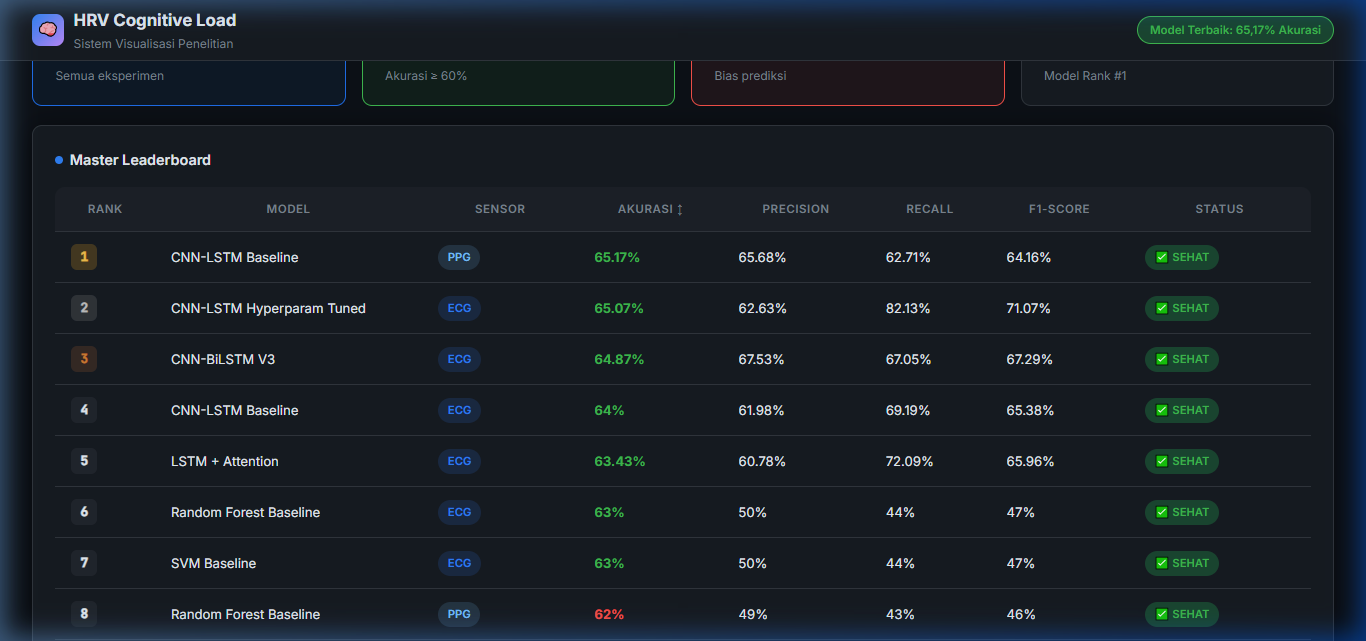 HRV Cognitive Load
Sistem Visualisasi Penelitian
Model Terbaik: 65,17% Akurasi
Semua eksperimen
Akurasi ≥ 60%
Bias prediksi
Model Rank #1
Master Leaderboard
RANK MODEL SENSOR AKURASI ↕ PRECISION RECALL F1-SCORE STATUS
1 CNN-LSTM Baseline PPG 65.17% 65.68% 62.71% 64.16% ✅ SEHAT
2 CNN-LSTM Hyperparam Tuned ECG 65.07% 62.63% 82.13% 71.07% ✅ SEHAT
3 CNN-BiLSTM V3 ECG 64.87% 67.53% 67.05% 67.29% ✅ SEHAT
4 CNN-LSTM Baseline ECG 64% 61.98% 69.19% 65.38% ✅ SEHAT
5 LSTM + Attention ECG 63.43% 60.78% 72.09% 65.96% ✅ SEHAT
6 Random Forest Baseline ECG 63% 50% 44% 47% ✅ SEHAT
7 SVM Baseline ECG 63% 50% 44% 47% ✅ SEHAT
8 Random Forest Baseline PPG 62% 49% 43% 46% ✅ SEHAT